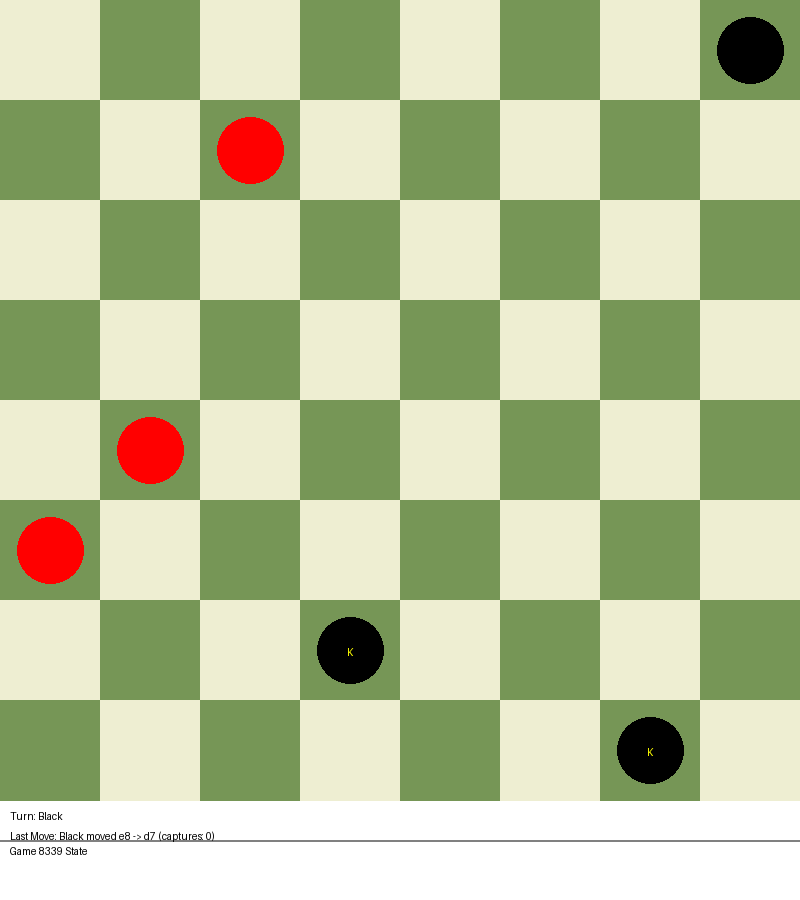 K
K
Turn: Black
Last Move: Black moved e8 -> d7 (captures: 0)
Game 8339 State